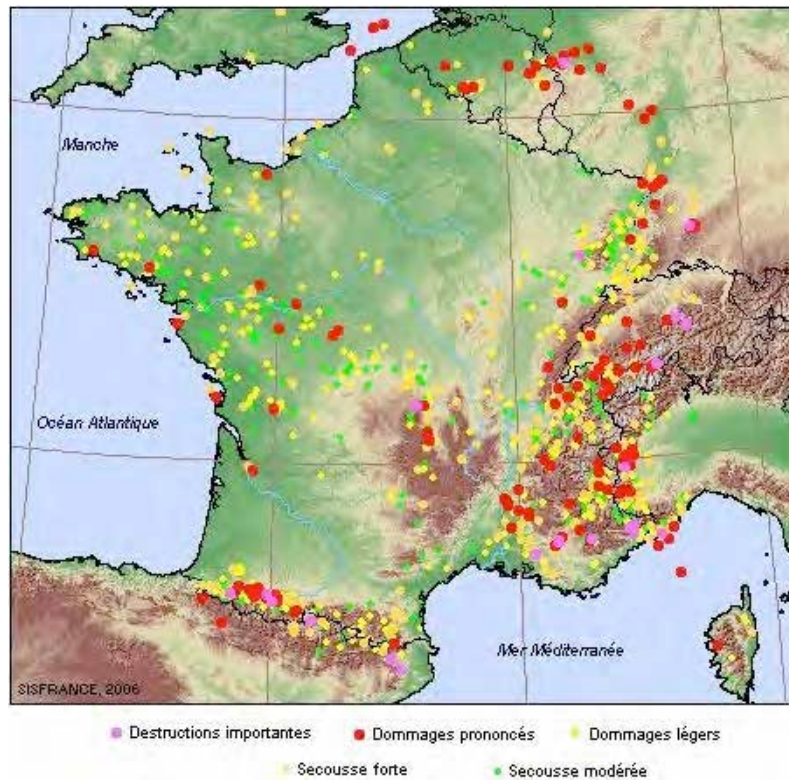 Manche
Océan Atlantique
Mer Méditerranée
SISFRANCE, 2006
Destructions importantes
Dommages prononcés
Dommages légers
Secousse forte
Secousse modérée